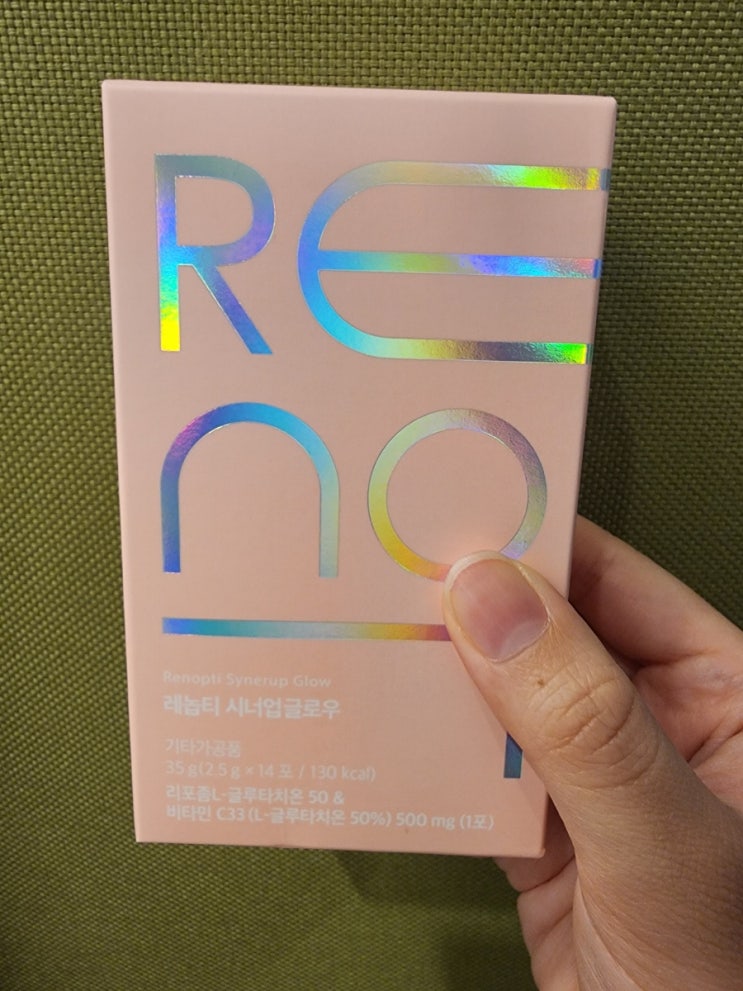 RE
no
Renopti Synerup Glow
레놉티 시너업글로우
기타가공품
35 g(2.5 g × 14 포 / 130 kcal)
리포좀L-글루타치온 50 &
비타민 C33 (L-글루타치온 50%) 500 mg (1포)